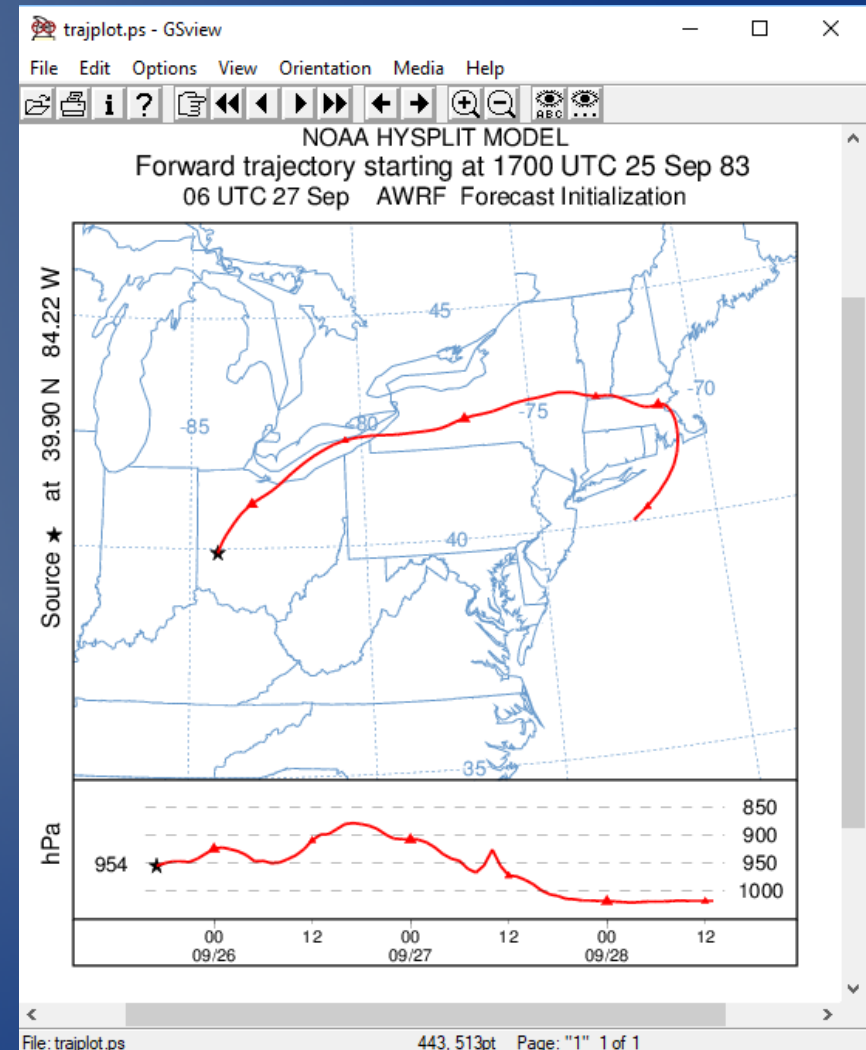 trajplot.ps - GSview
File Edit Options View Orientation Media Help
i ? ABC
NOAA HYSPLIT MODEL
Forward trajectory starting at 1700 UTC 25 Sep 83
06 UTC 27 Sep AWRF Forecast Initialization
Source ★ at 39.90 N 84.22 W
45
-70
-75
-80
-85
40
35
hPa
850
900
954
950
1000
00 12 00 12 00 12
09/26 09/27 09/28
File: trajplot.ps 443, 513pt Page: "1" 1 of 1